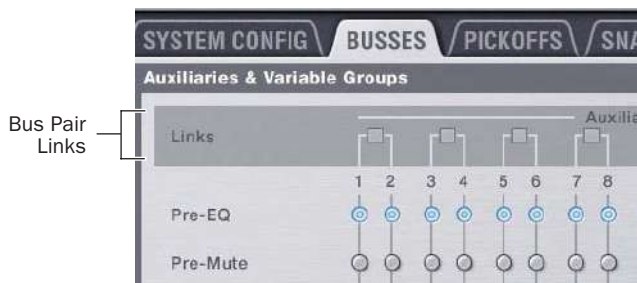 SYSTEM CONFIG BUSSES PICKOFFS
Auxiliaries & Variable Groups
Bus Pair
Links
Links
1 2 3 4 5 6 7 8
Pre-EQ
Pre-Mute